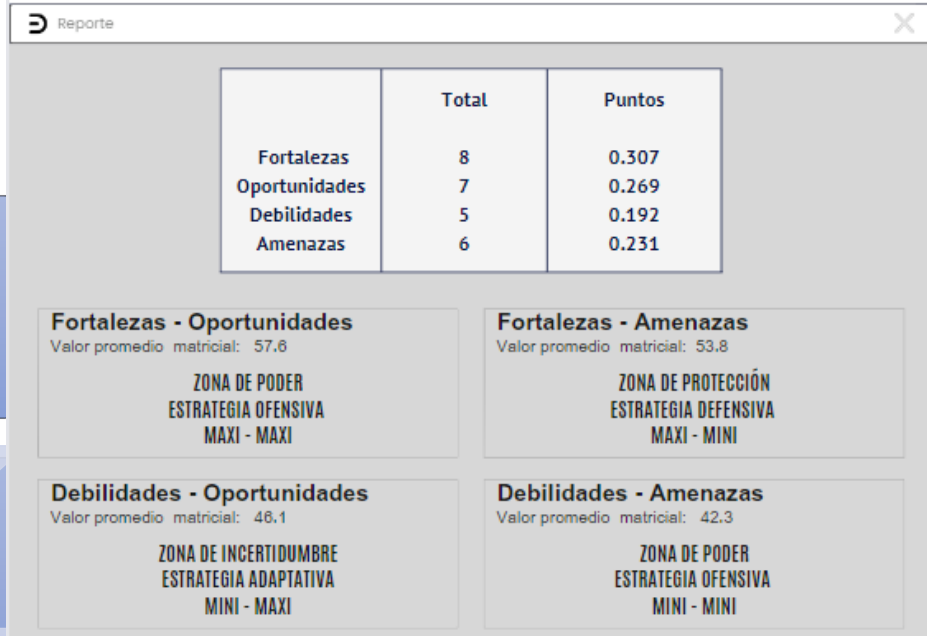 Reporte
Total Puntos
Fortalezas 8 0.307
Oportunidades 7 0.269
Debilidades 5 0.192
Amenazas 6 0.231
Fortalezas - Oportunidades
Valor promedio matricial: 57.6
ZONA DE PODER
ESTRATEGIA OFENSIVA
MAXI - MAXI
Fortalezas - Amenazas
Valor promedio matricial: 53.8
ZONA DE PROTECCIÓN
ESTRATEGIA DEFENSIVA
MAXI - MINI
Debilidades - Oportunidades
Valor promedio matricial: 46.1
ZONA DE INCERTIDUMBRE
ESTRATEGIA ADAPTATIVA
MINI - MAXI
Debilidades - Amenazas
Valor promedio matricial: 42.3
ZONA DE PODER
ESTRATEGIA OFENSIVA
MINI - MINI